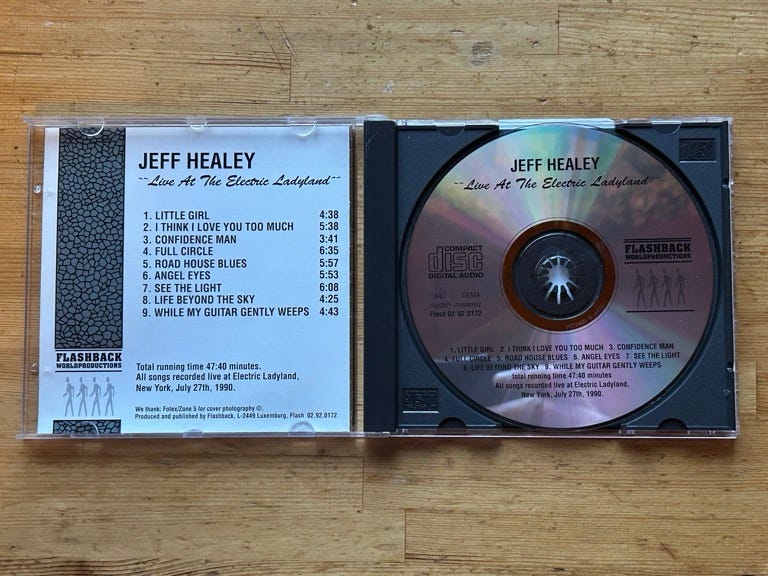 JEFF HEALEY
~~Live At The Electric Ladyland~~
1. LITTLE GIRL 4:38
2. I THINK I LOVE YOU TOO MUCH 5:38
3. CONFIDENCE MAN 3:41
4. FULL CIRCLE 6:35
5. ROAD HOUSE BLUES 5:57
6. ANGEL EYES 5:53
7. SEE THE LIGHT 6:08
8. LIFE BEYOND THE SKY 4:25
9. WHILE MY GUITAR GENTLY WEEPS 4:43
FLASHBACK
WORLDPRODUCTIONS
Total running time 47:40 minutes.
All songs recorded live at Electric Ladyland,
New York, July 27th, 1990.
We thank: Fotex/Zone 5 for cover photography ©.
Produced and published by Flashback, L-2449 Luxemburg, Flash 02.92.0172
JEFF HEALEY
~~Live At The Electric Ladyland~~
COMPACT
disc
DIGITAL AUDIO
FLASHBACK
WORLDPRODUCTIONS
GEMA
digitally mastered
Flash 02.92.0172
1. LITTLE GIRL 2. I THINK I LOVE YOU TOO MUCH 3. CONFIDENCE MAN
4. FULL CIRCLE 5. ROAD HOUSE BLUES 6. ANGEL EYES 7. SEE THE LIGHT
8. LIFE BEYOND THE SKY 9. WHILE MY GUITAR GENTLY WEEPS
total running time 47:40 minutes
All songs recorded live at Electric Ladyland,
New York, July 27th, 1990.